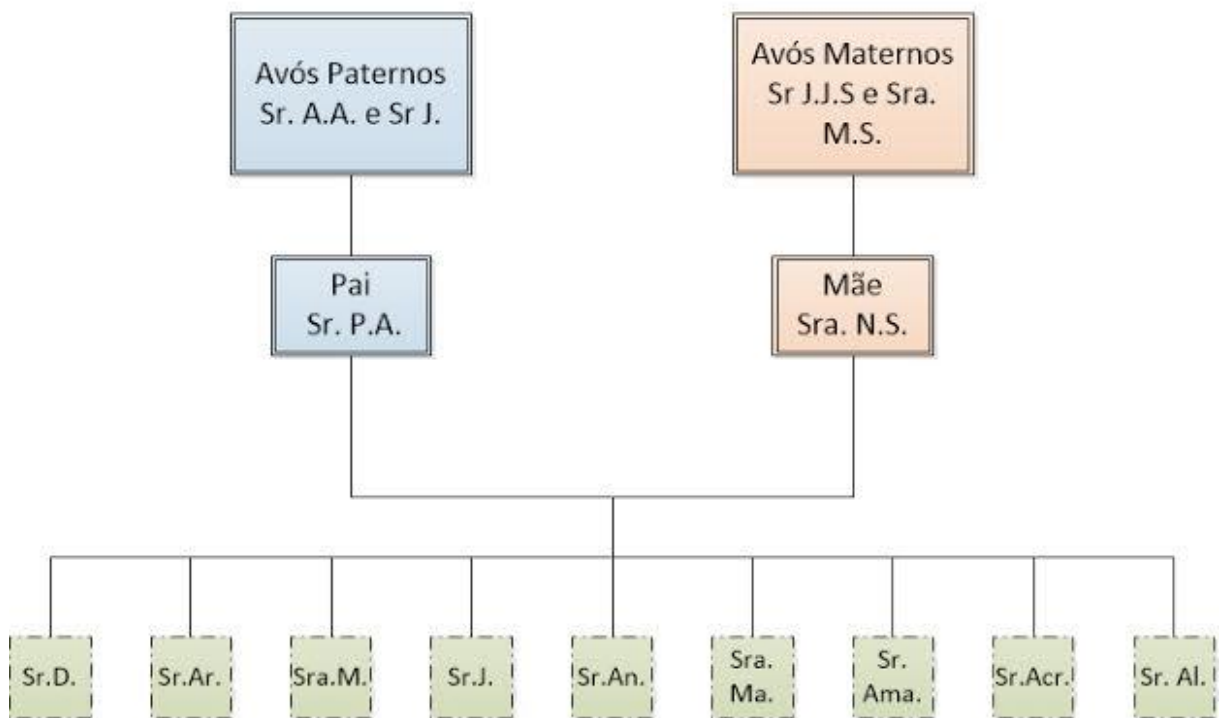 Avós Paternos
Sr. A.A. e Sr J.
Avós Maternos
Sr J.J.S e Sra.
M.S.
Pai
Sr. P.A.
Mãe
Sra. N.S.
Sr.D.
Sr.Ar.
Sra.M.
Sr.J.
Sr.An.
Sra.
Ma.
Sr.
Ama.
Sr.Acr.
Sr. Al.